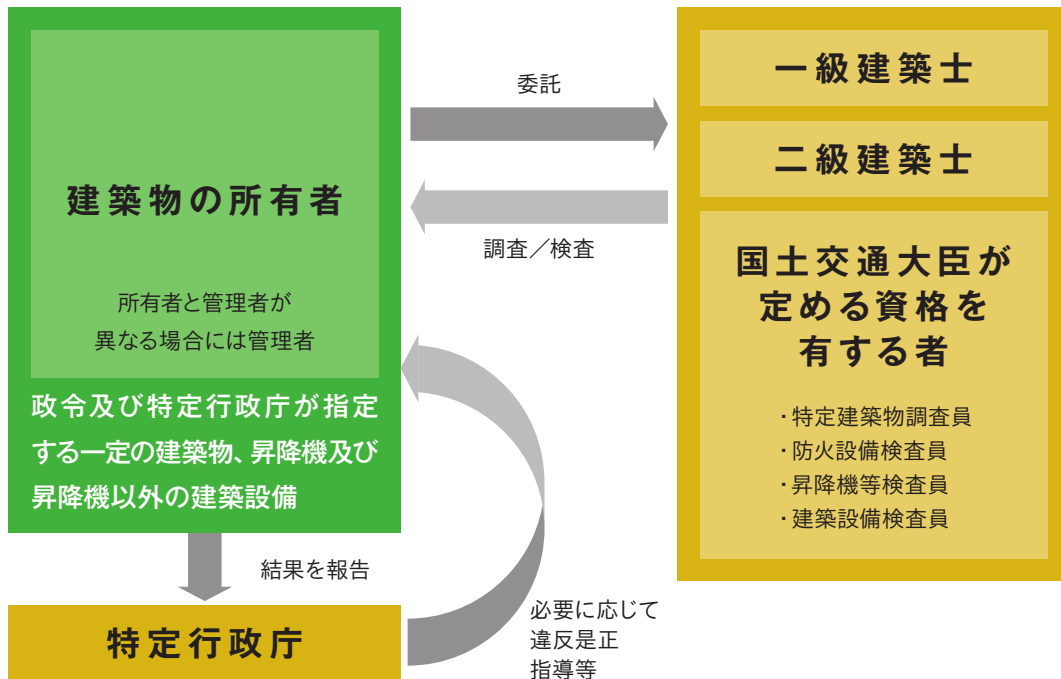 建築物の所有者
所有者と管理者が
異なる場合には管理者
政令及び特定行政庁が指定
する一定の建築物、昇降機及び
昇降機以外の建築設備
委託
調査／検査
一級建築士
二級建築士
国土交通大臣が
定める資格を
有する者
・特定建築物調査員
・防火設備検査員
・昇降機等検査員
・建築設備検査員
結果を報告
特定行政庁
必要に応じて
違反是正
指導等